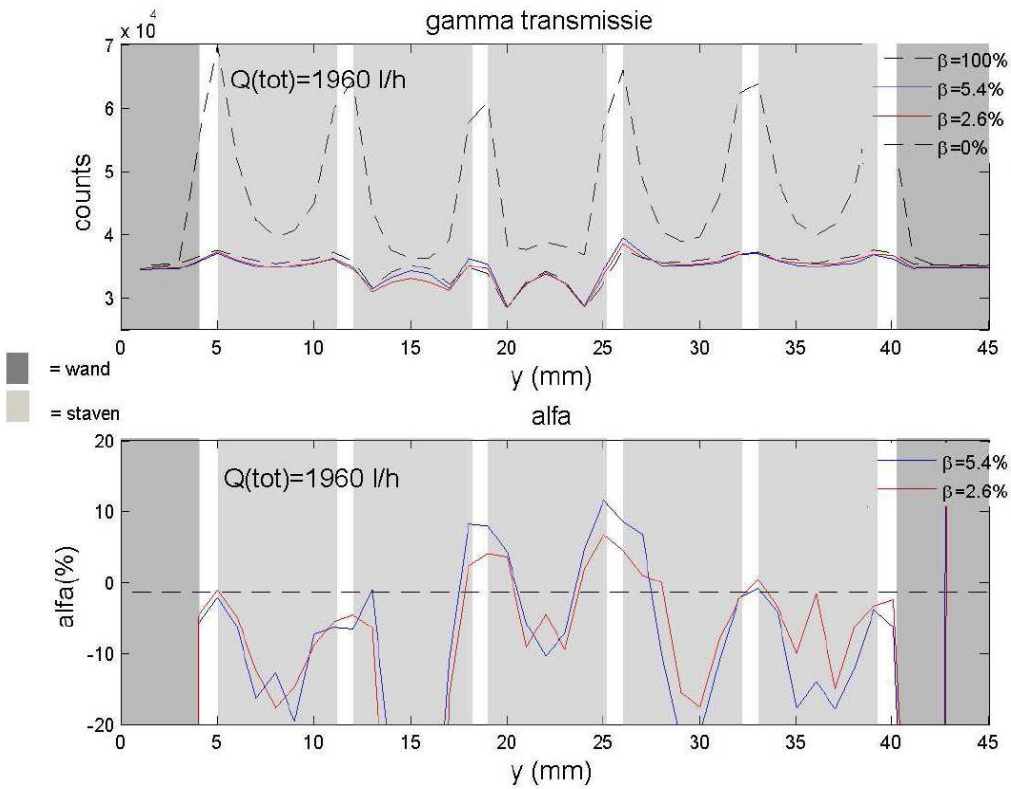 gamma transmissie
x 10^4
Q(tot)=1960 l/h
β=100%
β=5.4%
β=2.6%
β=0%
7
6
5
4
3
counts
0 5 10 15 20 25 30 35 40 45
y (mm)
= wand
= staven
alfa
Q(tot)=1960 l/h
β=5.4%
β=2.6%
20
10
0
-10
-20
alfa(%)
0 5 10 15 20 25 30 35 40 45
y (mm)